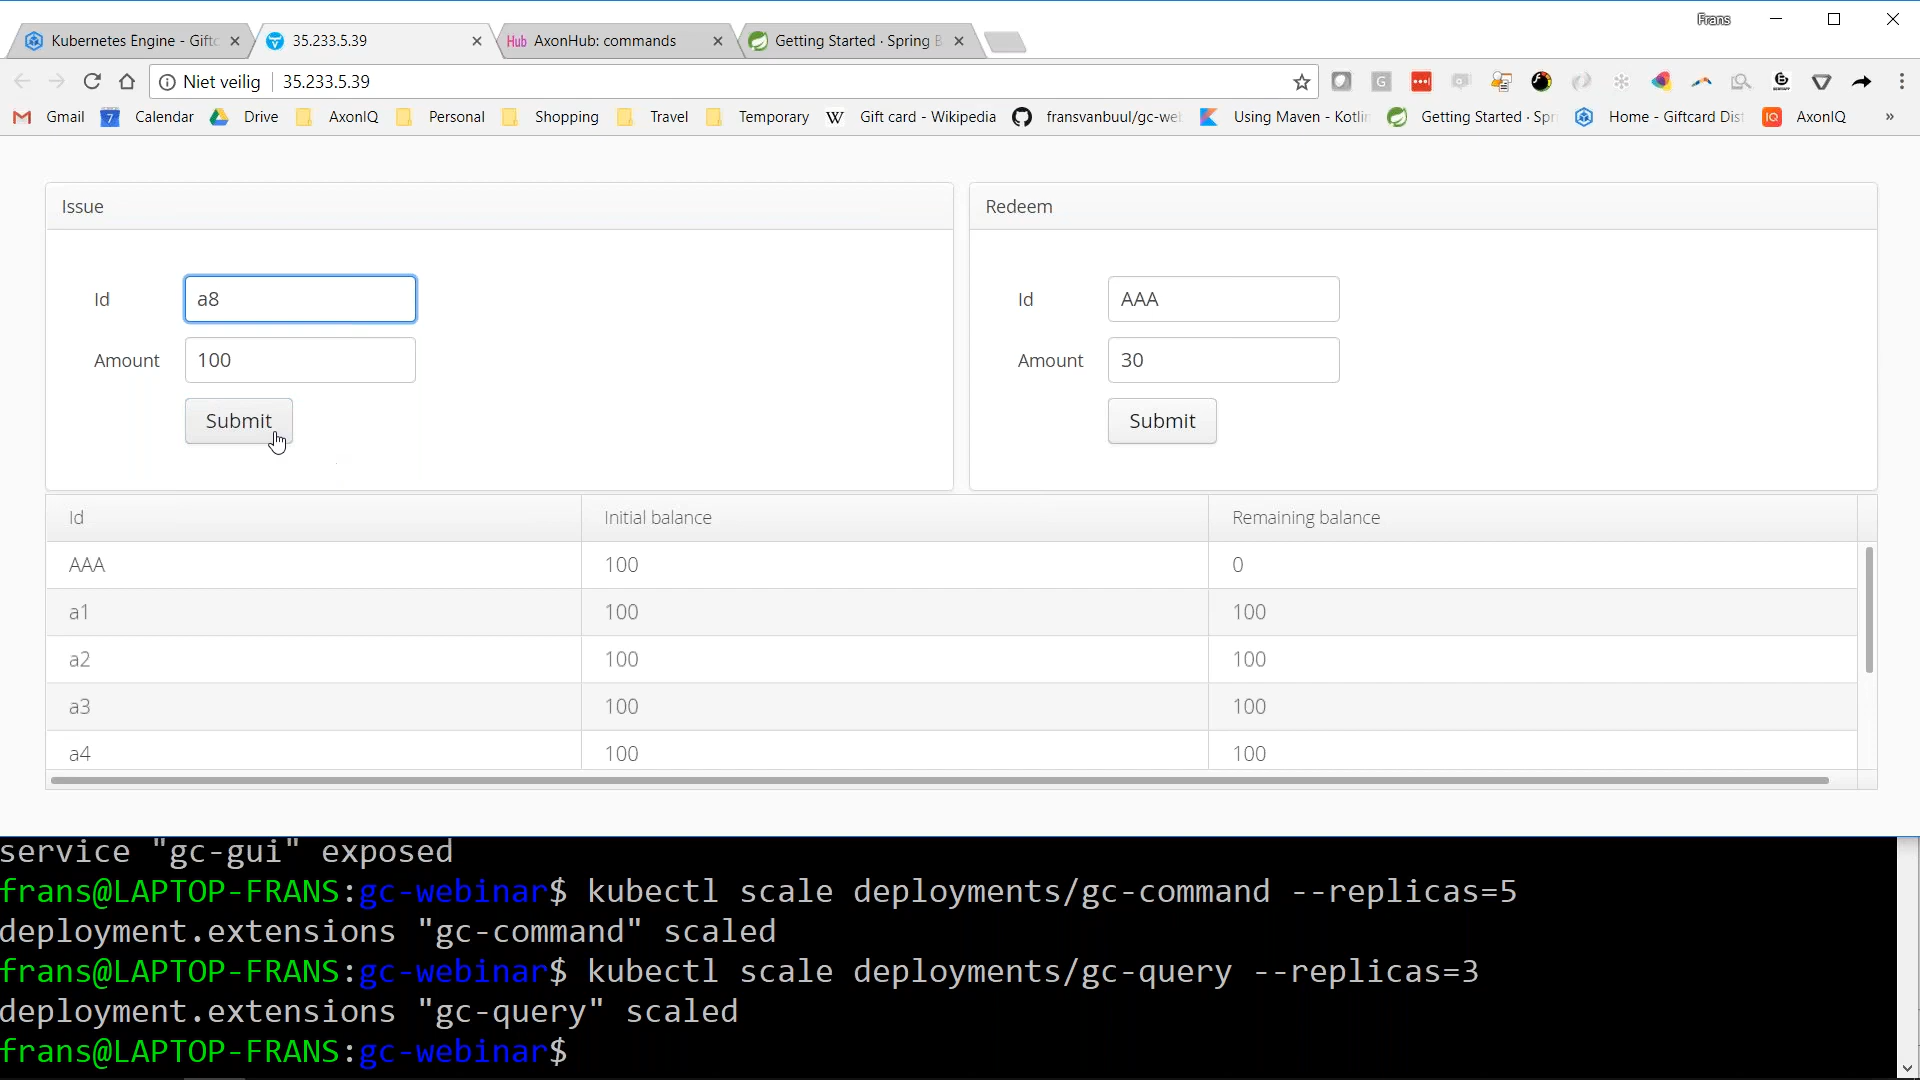 Frans
Kubernetes Engine - Giftc
35.233.5.39
Hub AxonHub: commands
Getting Started · Spring B
Niet veilig 35.233.5.39
Gmail 7 Calendar Drive AxonIQ Personal Shopping Travel Temporary W Gift card - Wikipedia fransvanbuul/gc-we Using Maven - Kotli Getting Started · Spr Home - Giftcard Dis IQ AxonIQ »
Issue
Id a8
Amount 100
Submit
Redeem
Id AAA
Amount 30
Submit
Id Initial balance Remaining balance
AAA 100 0
a1 100 100
a2 100 100
a3 100 100
a4 100 100
service "gc-gui" exposed
frans@LAPTOP-FRANS:gc-webinar$ kubectl scale deployments/gc-command --replicas=5
deployment.extensions "gc-command" scaled
frans@LAPTOP-FRANS:gc-webinar$ kubectl scale deployments/gc-query --replicas=3
deployment.extensions "gc-query" scaled
frans@LAPTOP-FRANS:gc-webinar$